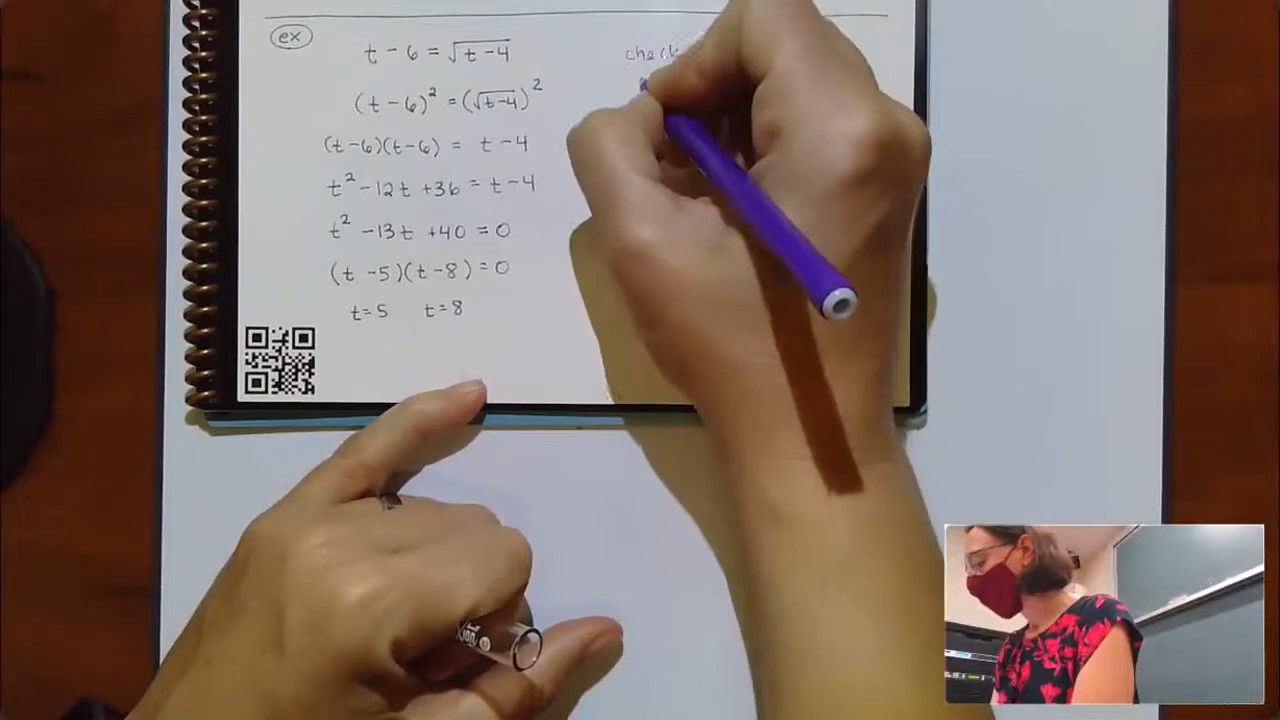 ex
t - 6 = √t - 4
check
(t - 6)² = (√t-4)²
(t-6)(t-6) = t - 4
t² - 12t + 36 = t - 4
t² - 13t + 40 = 0
(t - 5)(t - 8) = 0
t = 5 t = 8